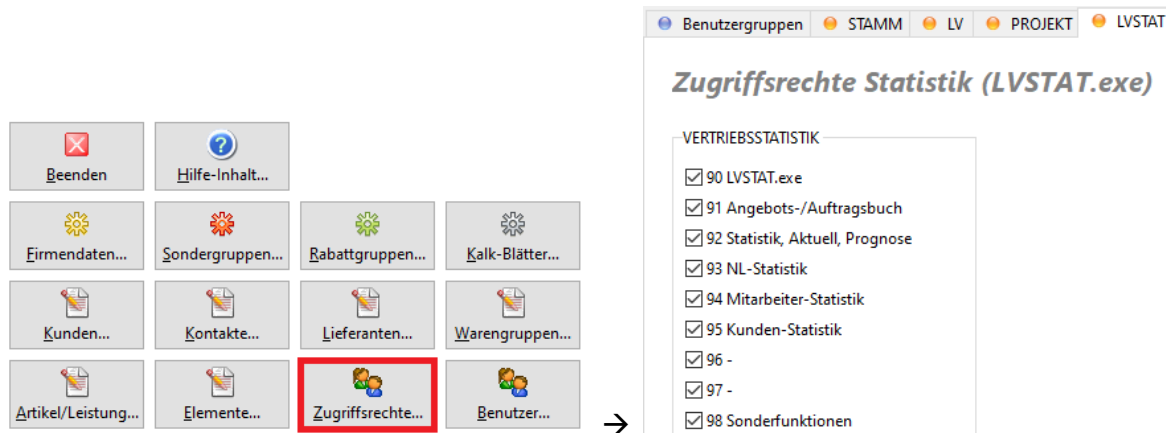 Beenden
Hilfe-Inhalt...
Firmendaten...
Sondergruppen...
Rabattgruppen...
Kalk-Blätter...
Kunden...
Kontakte...
Lieferanten...
Warengruppen...
Artikel/Leistung...
Elemente...
Zugriffsrechte...
Benutzer...
→
Benutzergruppen STAMM LV PROJEKT LVSTAT
Zugriffsrechte Statistik (LVSTAT.exe)
VERTRIEBSSTATISTIK
90 LVSTAT.exe
91 Angebots-/Auftragsbuch
92 Statistik, Aktuell, Prognose
93 NL-Statistik
94 Mitarbeiter-Statistik
95 Kunden-Statistik
96 -
97 -
98 Sonderfunktionen